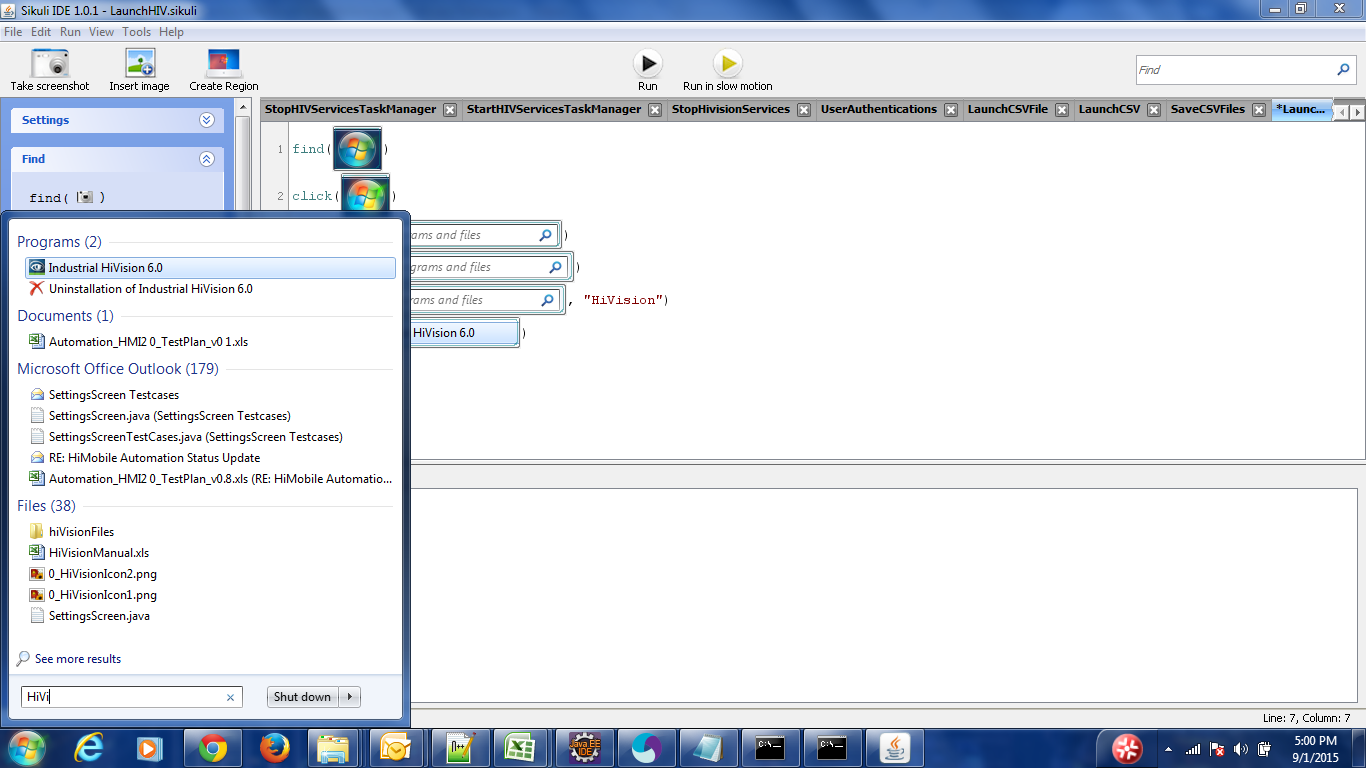 Sikuli IDE 1.0.1 - LaunchHIV.sikuli
File Edit Run View Tools Help
Take screenshot Insert image Create Region Run Run in slow motion Find
StopHIVServicesTaskManager StartHIVServicesTaskManager StopHivisionServices UserAuthentications LaunchCSVFile LaunchCSV SaveCSVFiles *Launc...
Settings
Find
find( )
1 find( )
2 click( )
ams and files )
grams and files )
ams and files , "HiVision")
HiVision 6.0 )
Programs (2)
Industrial HiVision 6.0
Uninstallation of Industrial HiVision 6.0
Documents (1)
Automation_HMI2 0_TestPlan_v0 1.xls
Microsoft Office Outlook (179)
SettingsScreen Testcases
SettingsScreen.java (SettingsScreen Testcases)
SettingsScreenTestCases.java (SettingsScreen Testcases)
RE: HiMobile Automation Status Update
Automation_HMI2 0_TestPlan_v0.8.xls (RE: HiMobile Automatio...
Files (38)
hiVisionFiles
HiVisionManual.xls
0_HiVisionIcon2.png
0_HiVisionIcon1.png
SettingsScreen.java
See more results
HiVi
Shut down
Line: 7, Column: 7
Java EE
IDE
C:\_
C:\_
5:00 PM
9/1/2015